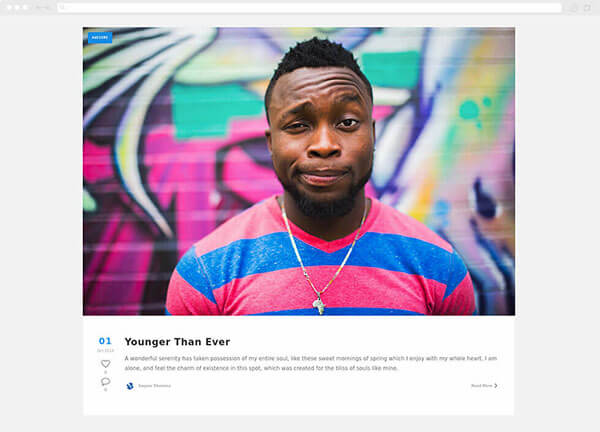 AWESOME
01
Younger Than Ever
A wonderful serenity has taken possession of my entire soul, like these sweet mornings of spring which I enjoy with my whole heart. I am
alone, and feel the charm of existence in this spot, which was created for the bliss of souls like mine.
0
0
Read More